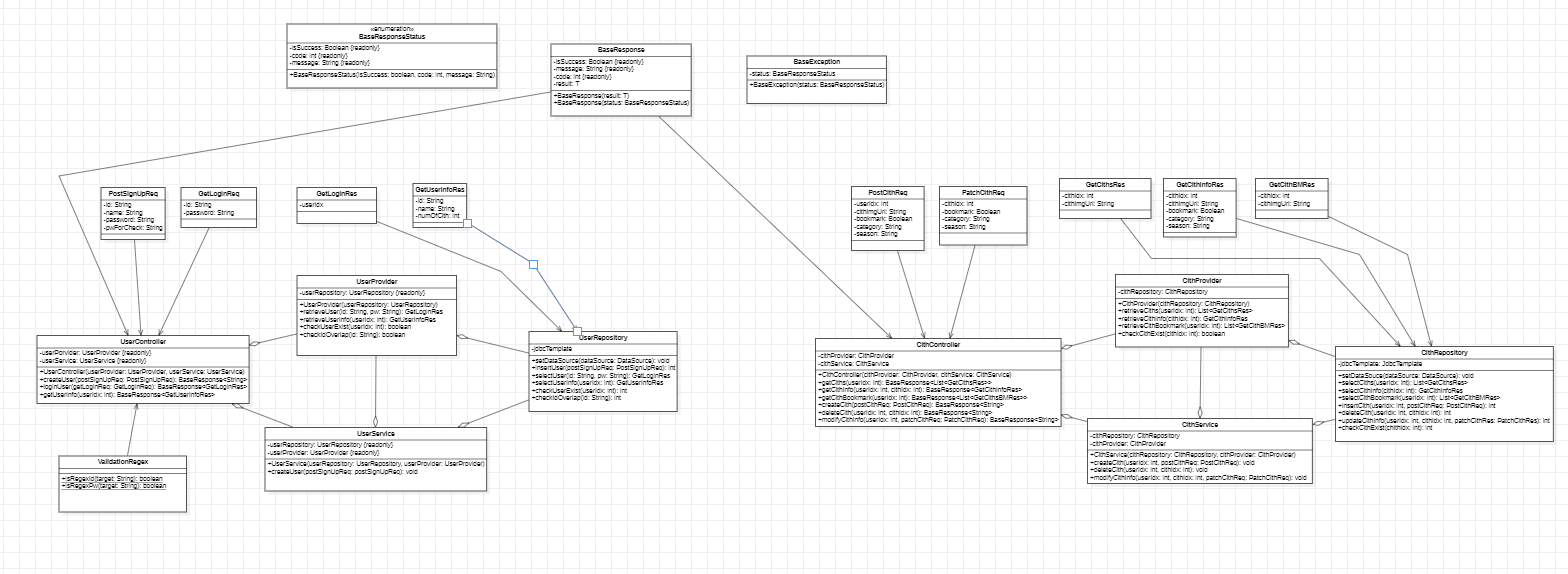 «enumeration»
BaseResponseStatus
-isSuccess: Boolean {readonly}
-code: int {readonly}
-message: String {readonly}
+BaseResponseStatus(isSuccess: boolean, code: int, message: String)
BaseResponse
-isSuccess: Boolean {readonly}
-message: String {readonly}
-code: int {readonly}
-result: T
+BaseResponse(result: T)
+BaseResponse(status: BaseResponseStatus)
BaseException
-status: BaseResponseStatus
+BaseException(status: BaseResponseStatus)
PostSignUpReq
-id: String
-name: String
-password: String
-pwForCheck: String
GetLoginReq
-id: String
-password: String
GetLoginRes
-userIdx
GetUserInfoRes
-id: String
-name: String
-numOfClth: int
PostClthReq
-userIdx: int
-clthImgUrl: String
-bookmark: Boolean
-category: String
-season: String
PatchClthReq
-clthIdx: int
-bookmark: Boolean
-category: String
-season: String
GetClthsRes
-clthIdx: int
-clthImgUrl: String
GetClthInfoRes
-clthIdx: int
-clthImgUrl: String
-bookmark: Boolean
-category: String
-season: String
GetClthBMRes
-clthIdx: int
-clthImgUrl: String
UserProvider
-userRepository: UserRepository {readonly}
+UserProvider(userRepository: UserRepository)
+retrieveUser(id: String, pw: String): GetLoginRes
+retrieveUserInfo(userIdx: int): GetUserInfoRes
+checkUserExist(userIdx: int): boolean
+checkIdOverlap(id: String): boolean
UserController
-userPorvider: UserProvider {readonly}
-userService: UserService {readonly}
+UserController(userProvider: UserProvider, userService: UserService)
+createUser(postSignUpReq: PostSignUpReq): BaseResponse<String>
+loginUser(getLoginReq: GetLoginReq): BaseResponse<GetLoginRes>
+getUserInfo(userIdx: int): BaseResponse<GetUserInfoRes>
UserRepository
-jdbcTemplate
+setDataSource(dataSource: DataSource): void
+insertUser(postSignUpReq: PostSignUpReq): int
+selectUser(id: String, pw: String): GetLoginRes
+selectUserInfo(userIdx: int): GetUserInfoRes
+checkUserExist(userIdx: int): int
+checkIdOverlap(id: String): int
UserService
-userRepository: UserRepository {readonly}
-userProvider: UserProvider {readonly}
+UserService(userRepository: UserRepository, userProvider: UserProvider)
+createUser(postSignUpReq: postSignUpReq): void
ValidationRegex
+isRegexId(target: String): boolean
+isRegexPw(target: String): boolean
ClthProvider
-clthRepository: ClthRepository
+ClthProvider(clthRepository: ClthRepository)
+retrieveClths(userIdx: int): List<GetClthsRes>
+retrieveClthInfo(clthIdx: int): GetClthInfoRes
+retrieveClthBookmark(userIdx: int): List<GetClthBMRes>
+checkClthExist(clthIdx: int): boolean
ClthController
-clthProvider: ClthProvider
-clthService: ClthService
+ClthController(clthProvider: ClthProvider, clthService: ClthService)
+getClths(userIdx: int): BaseResponse<List<GetClthsRes>>
+getClthInfo(userIdx: int, clthIdx: int): BaseResponse<GetClthInfoRes>
+getClthBookmark(userIdx: int): BaseResponse<List<GetClthsBMRes>>
+createClth(postClthReq: PostClthReq): BaseResponse<String>
+deleteClth(userIdx: int, clthIdx: int): BaseResponse<String>
+modifyClthInfo(userIdx: int, patchClthReq: PatchClthReq): BaseResponse<String>
ClthRepository
-jdbcTemplate: JdbcTemplate
+setDataSource(dataSource: DataSource): void
+selectClths(userIdx: int): List<GetClthsRes>
+selectClthInfo(clthIdx: int): GetClthInfoRes
+selectClthBookmark(userIdx: int): List<GetClthBMRes>
+insertClth(userIdx: int, postClthReq: PostClthReq): int
+deleteClth(userIdx: int, clthIdx: int): int
+updateClthInfo(userIdx: int, clthIdx: int, patchClthRes: PatchClthRes): int
+checkClthExist(clthIdx: int): int
ClthService
-clthRepository: ClthRepository
-clthProvider: ClthProvider
+ClthService(clthRepository: ClthRepository, clthProvider: ClthProvider)
+createClth(userIdx: int, postClthReq: PostClthReq): void
+deleteClth(userIdx: int, clthIdx: int): void
+modifyClthInfo(userIdx: int, clthIdx: int, patchClthReq: PatchClthReq): void